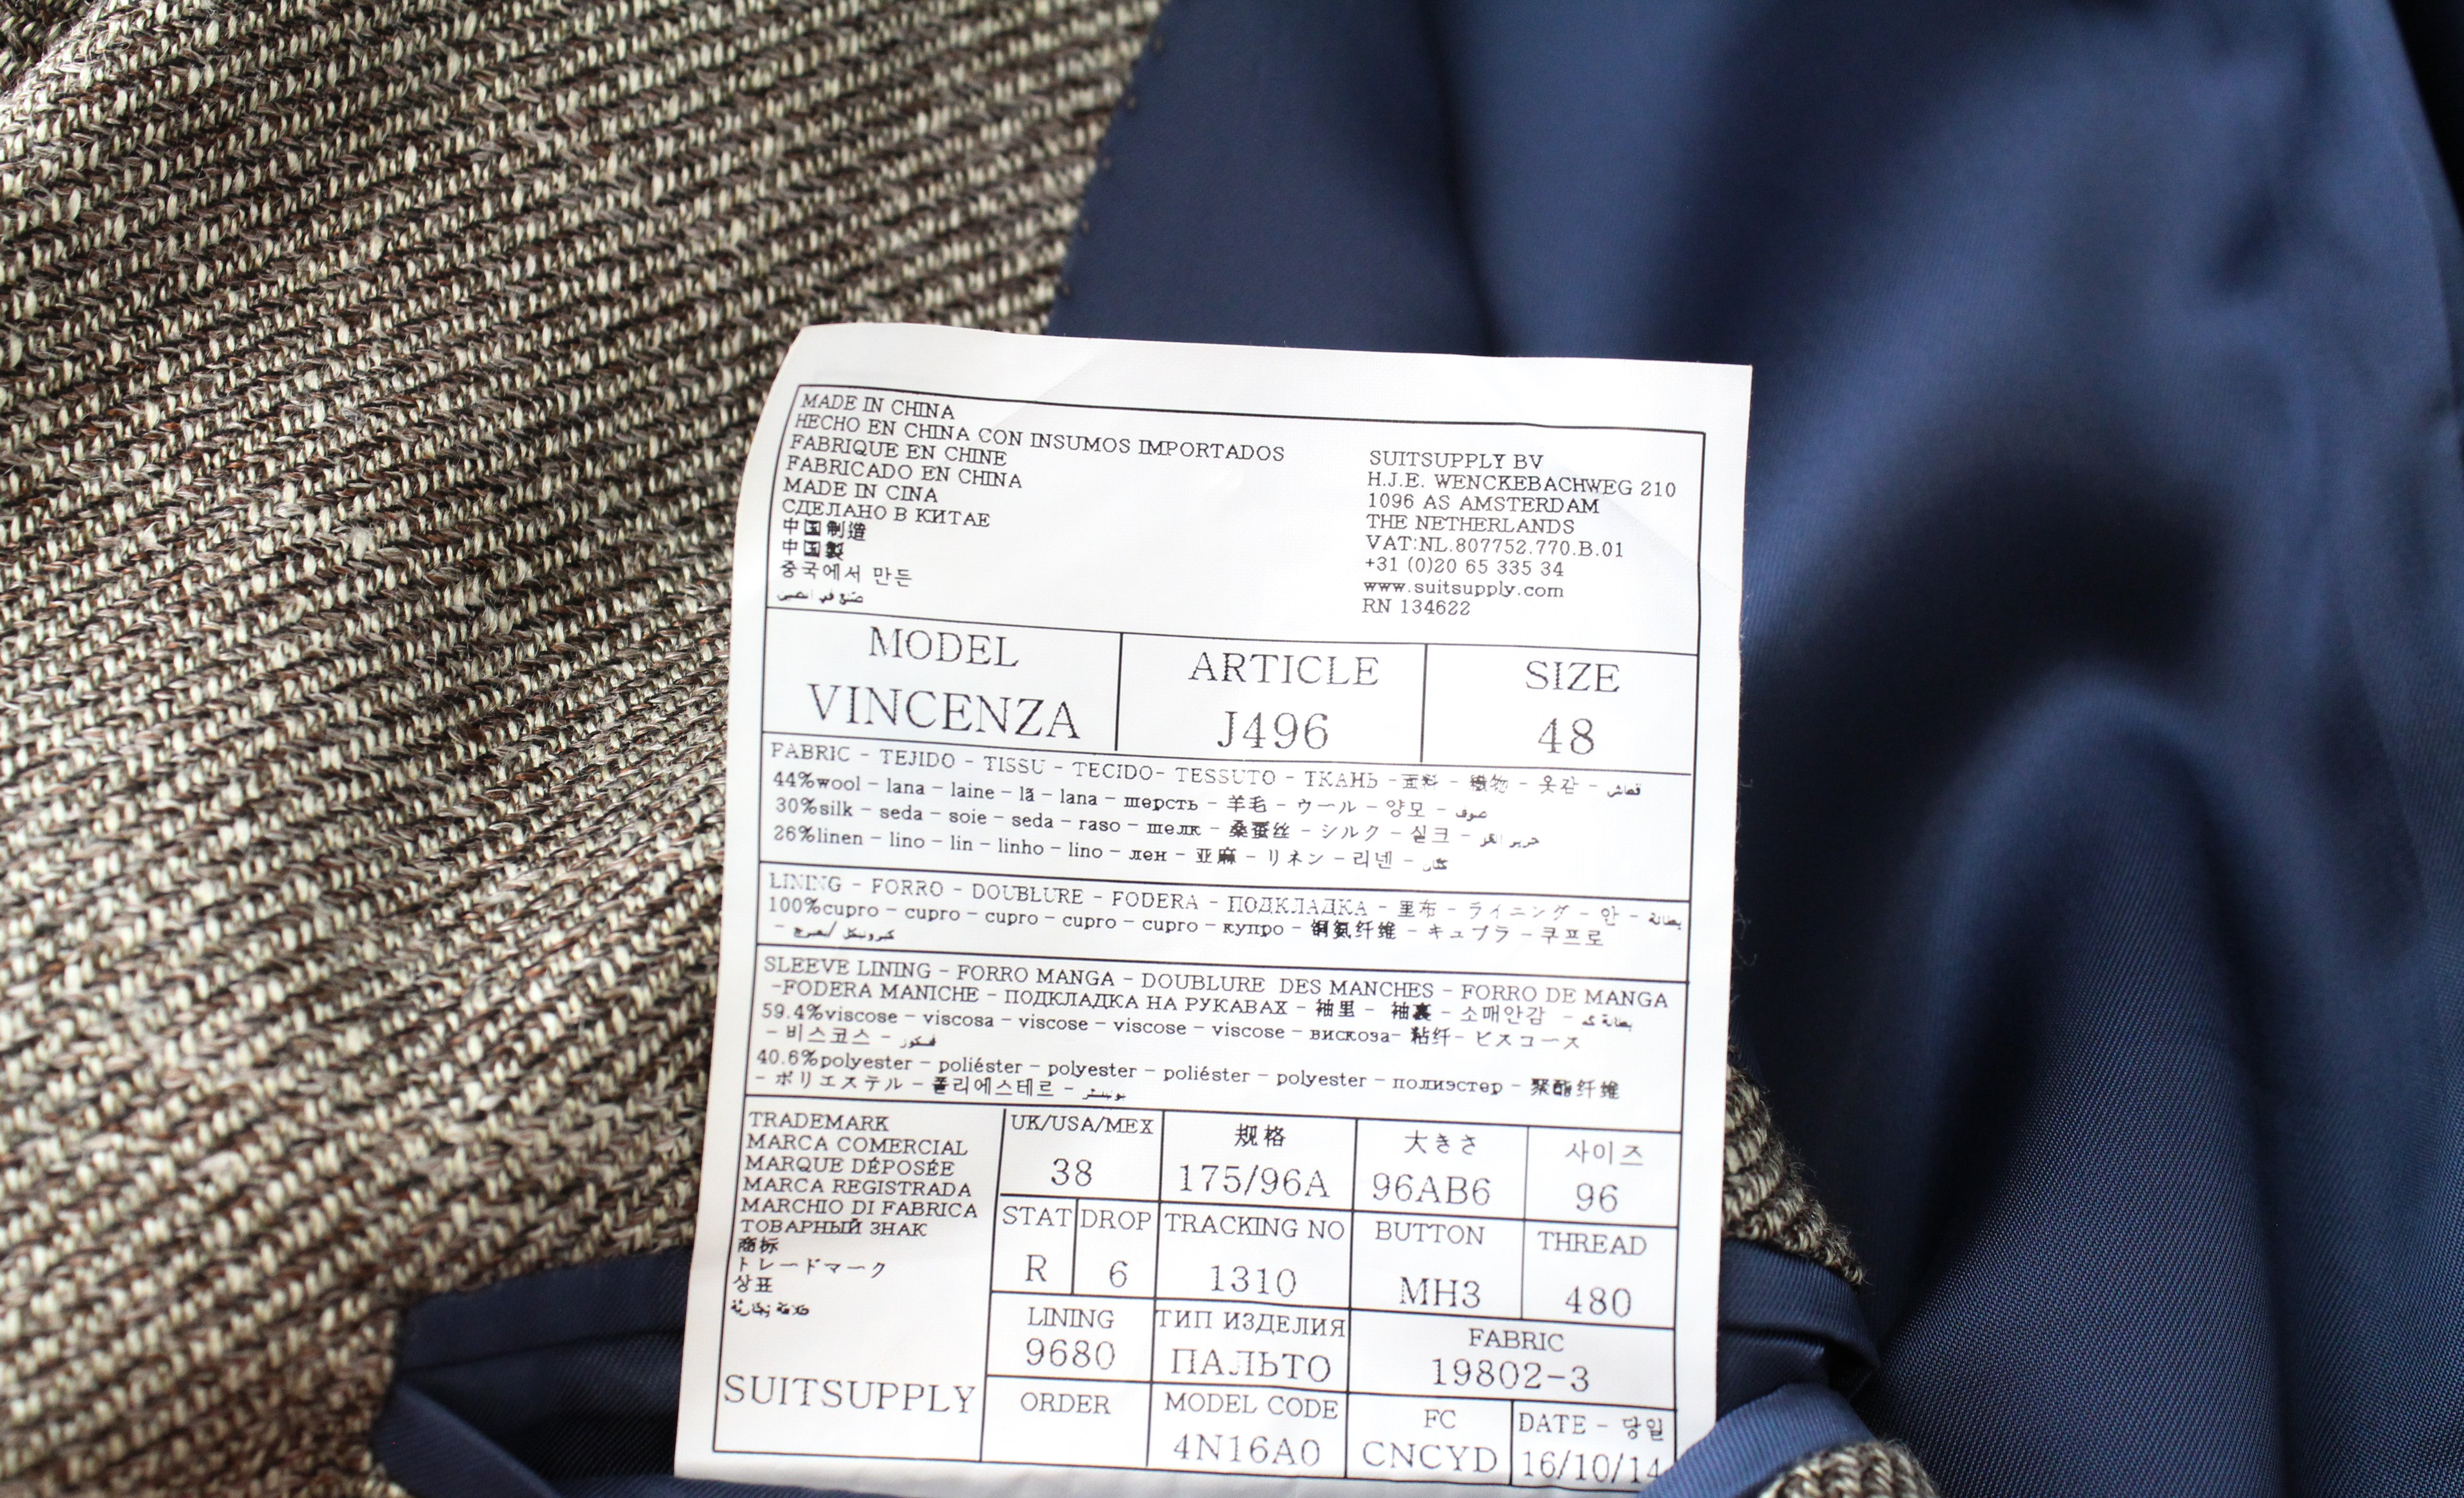 MADE IN CHINA
HECHO EN CHINA CON INSUMOS IMPORTADOS
FABRIQUE EN CHINE
FABRICADO EN CHINA
MADE IN CINA
СДЕЛАНО В КИТАЕ
中国制造
中国製
중국에서 만든
صنع في الصين
SUITSUPPLY BV
H.J.E. WENCKEBACHWEG 210
1096 AS AMSTERDAM
THE NETHERLANDS
VAT:NL.807752.770.B.01
+31 (0)20 65 335 34
www.suitsupply.com
RN 134622
MODEL ARTICLE SIZE
VINCENZA J496 48
FABRIC - TEJIDO - TISSU - TECIDO- TESSUTO - ТКАНЬ -面料 - 織物 - 옷감 - قماش
44%wool - lana - laine - lã - lana - шерсть - 羊毛 - ウール - 양모 - صوف
30%silk - seda - soie - seda - raso - шелк - 桑蚕丝 - シルク - 실크 -
26%linen - lino - lin - linho - lino - лен - 亚麻 - リネン - 리넨 -
LINING - FORRO - DOUBLURE - FODERA - ПОДКЛАДКА - 里布 - ライニング - 안 - بطانة
100%cupro - cupro - cupro - cupro - cupro - купро - 铜氨纤维 - キュプラ - 쿠프로
-
SLEEVE LINING - FORRO MANGA - DOUBLURE DES MANCHES - FORRO DE MANGA
-FODERA MANICHE - ПОДКЛАДКА НА РУКАВАХ - 袖里 - 袖裏 - 소매안감 -
59.4%viscose - viscosa - viscose - viscose - viscose - вискоза- 粘纤- ビスコース
- 비스코스 -
40.6%polyester - poliéster - polyester - poliéster - polyester - полиэстер - 聚酯纤维
- ポリエステル - 폴리에스테르 -
TRADEMARK
MARCA COMERCIAL
MARQUE DÉPOSÉE
MARCA REGISTRADA
MARCHIO DI FABRICA
ТОВАРНЫЙ ЗНАК
商标
トレードマーク
상표
SUITSUPPLY
UK/USA/MEX 规格 大きさ 사이즈
38 175/96A 96AB6 96
STAT DROP TRACKING NO BUTTON THREAD
R 6 1310 MH3 480
LINING ТИП ИЗДЕЛИЯ FABRIC
9680 ПАЛЬТО 19802-3
ORDER MODEL CODE FC DATE - 당일
4N16A0 CNCYD 16/10/14